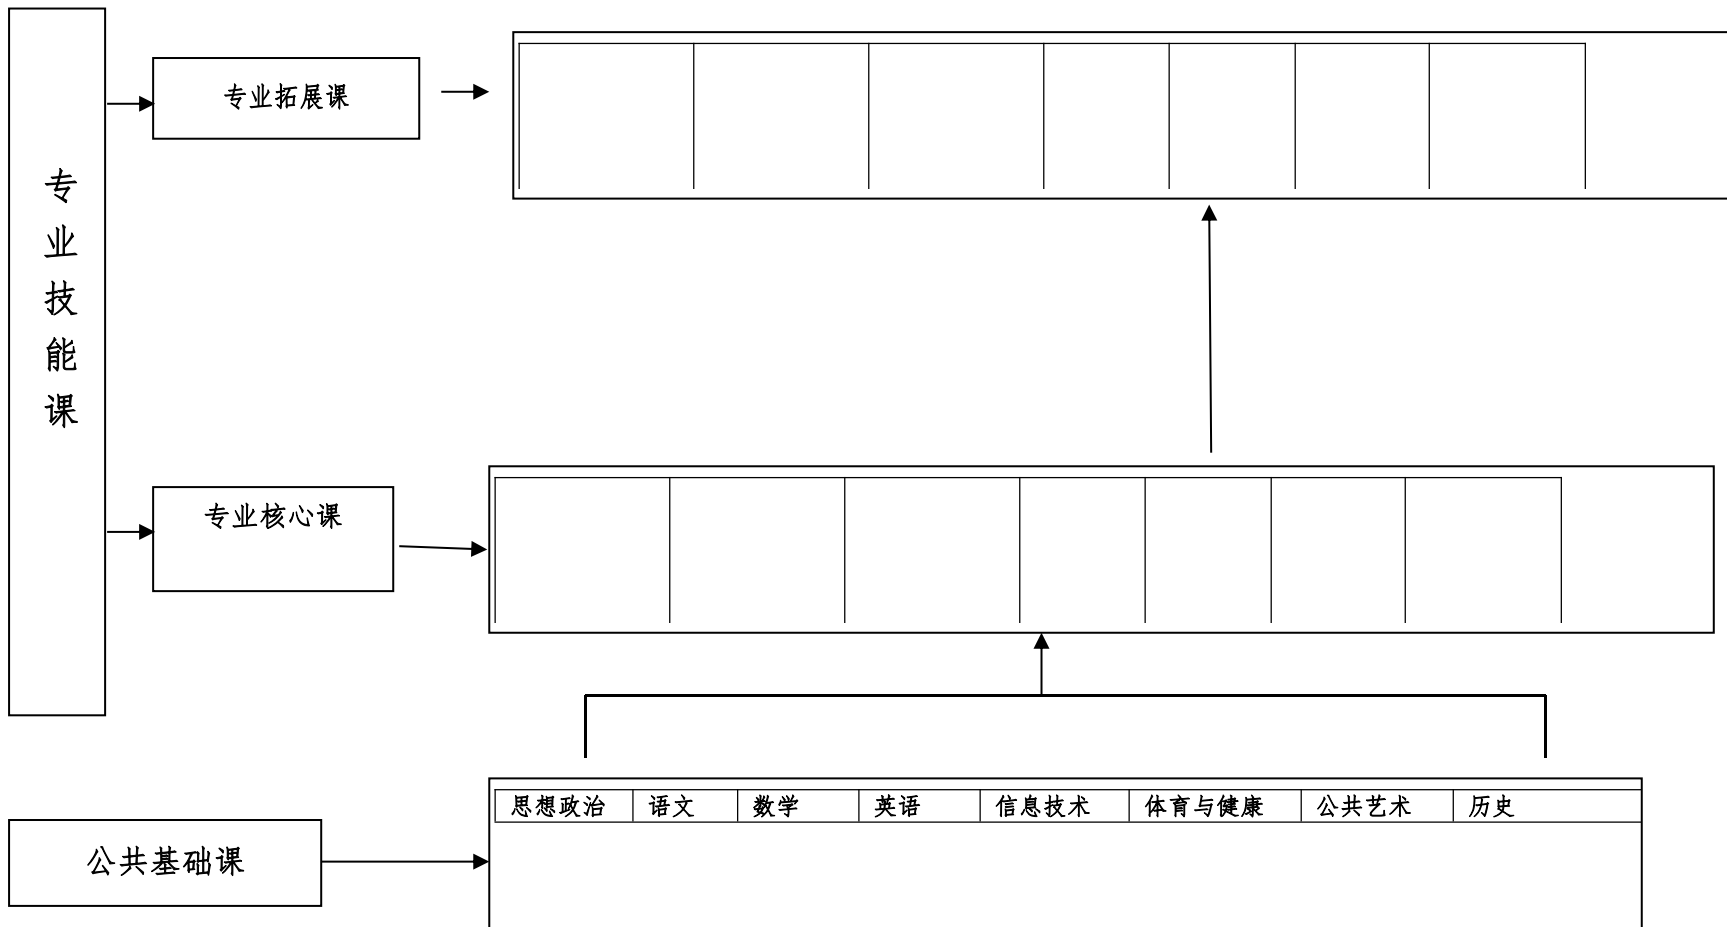 专业技能课
专业拓展课
专业核心课
公共基础课
思想政治 语文 数学 英语 信息技术 体育与健康 公共艺术 历史